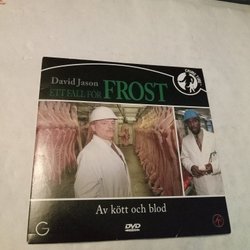 David Jason
ETT FALL FÖR FROST
Av kött och blod
G
DVD